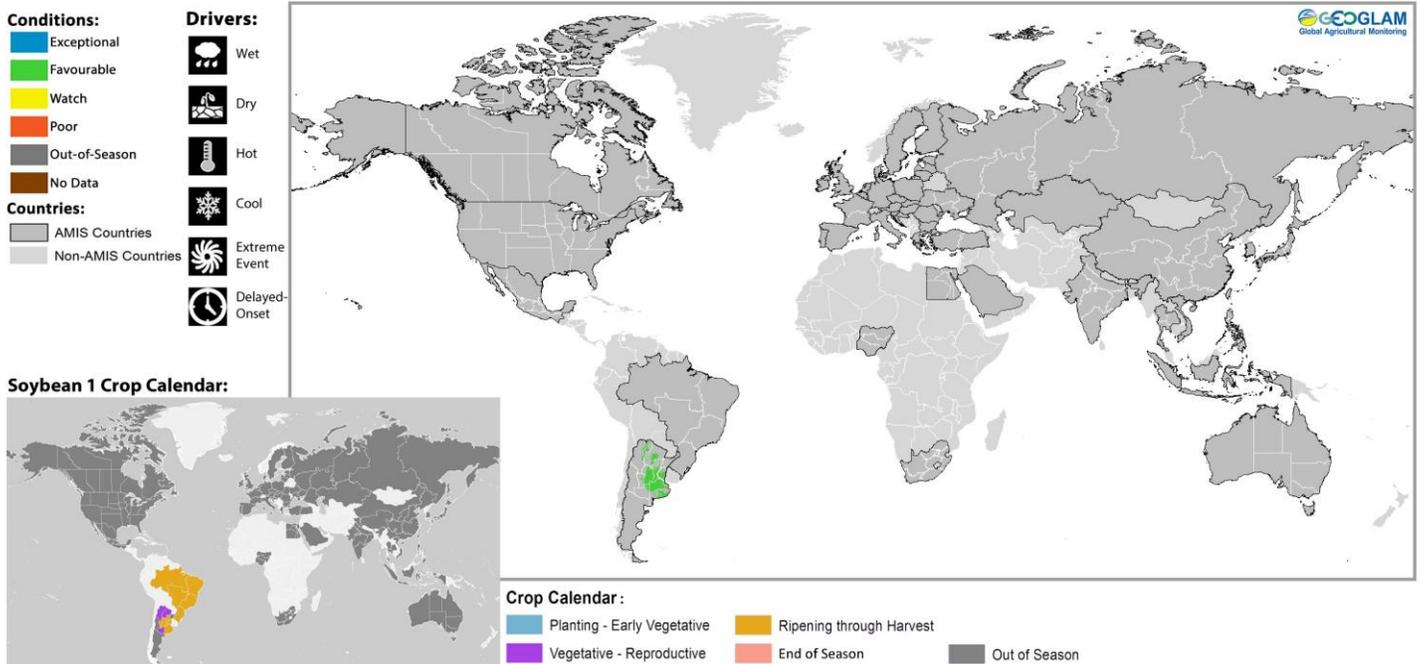 Conditions:
Exceptional
Favourable
Watch
Poor
Out-of-Season
No Data
Countries:
AMIS Countries
Non-AMIS Countries
Drivers:
Wet
Dry
Hot
Cool
Extreme
Event
Delayed-
Onset
GEOGLAM
Global Agricultural Monitoring
Soybean 1 Crop Calendar:
Crop Calendar :
Planting - Early Vegetative
Ripening through Harvest
Vegetative - Reproductive
End of Season
Out of Season